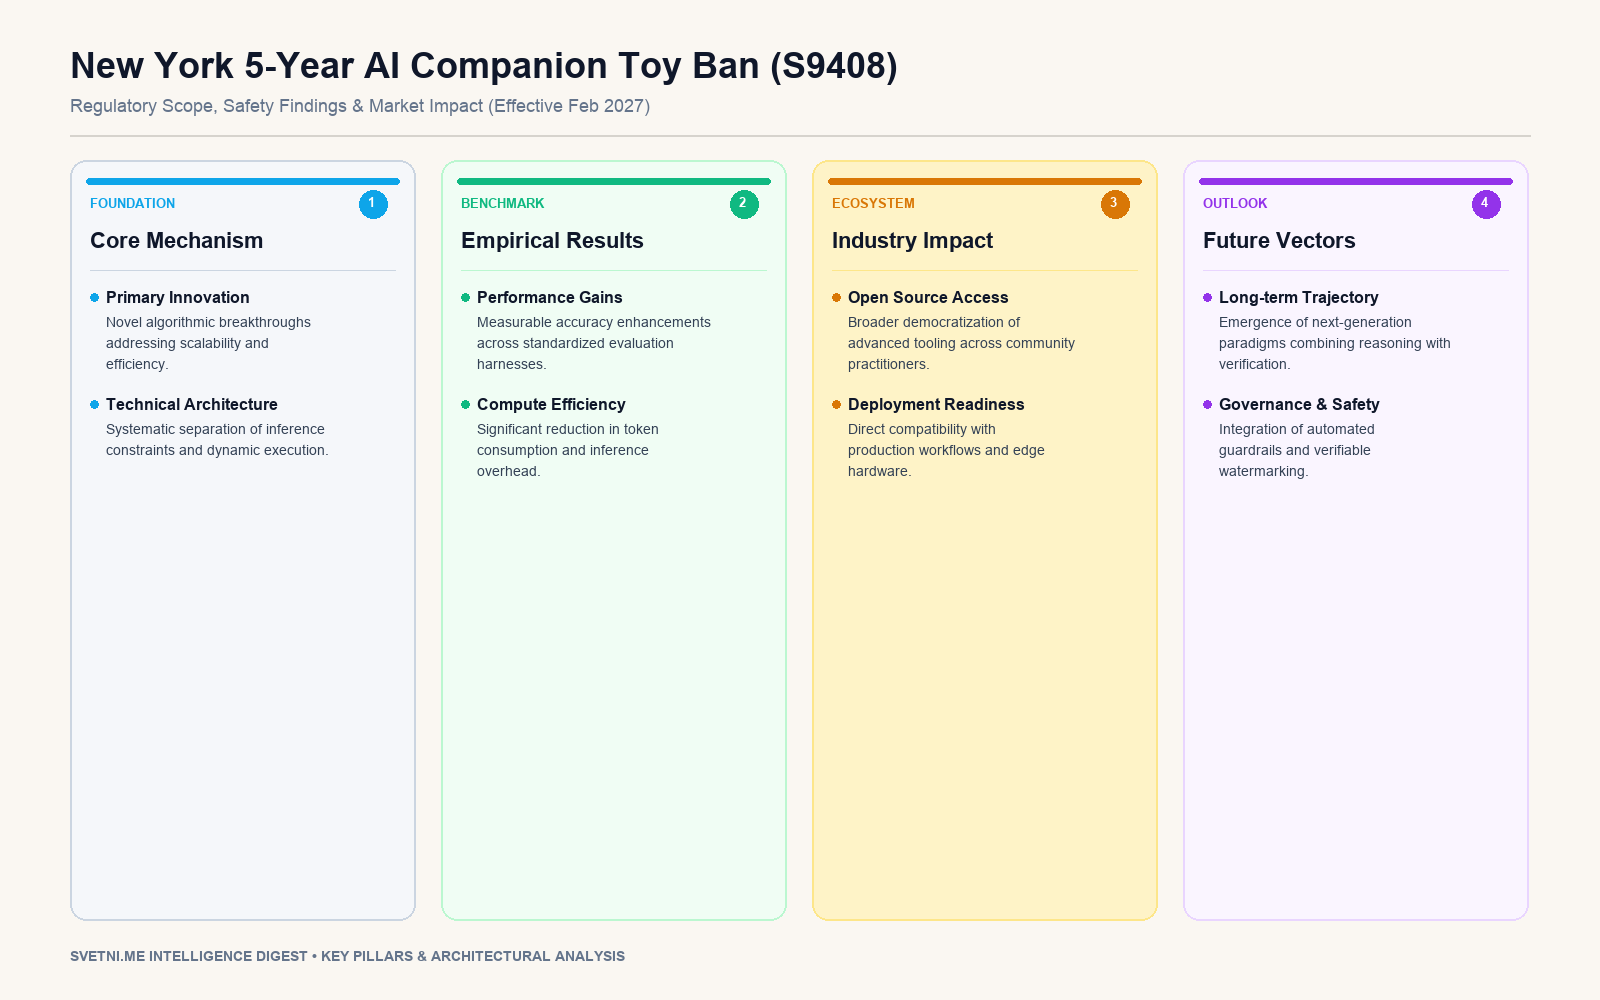 New York 5-Year AI Companion Toy Ban (S9408)
Regulatory Scope, Safety Findings & Market Impact (Effective Feb 2027)
FOUNDATION
1
Core Mechanism
Primary Innovation
Novel algorithmic breakthroughs
addressing scalability and
efficiency.
Technical Architecture
Systematic separation of inference
constraints and dynamic execution.
BENCHMARK
2
Empirical Results
Performance Gains
Measurable accuracy enhancements
across standardized evaluation
harnesses.
Compute Efficiency
Significant reduction in token
consumption and inference
overhead.
ECOSYSTEM
3
Industry Impact
Open Source Access
Broader democratization of
advanced tooling across community
practitioners.
Deployment Readiness
Direct compatibility with
production workflows and edge
hardware.
OUTLOOK
4
Future Vectors
Long-term Trajectory
Emergence of next-generation
paradigms combining reasoning with
verification.
Governance & Safety
Integration of automated
guardrails and verifiable
watermarking.
SVETNI.ME INTELLIGENCE DIGEST • KEY PILLARS & ARCHITECTURAL ANALYSIS